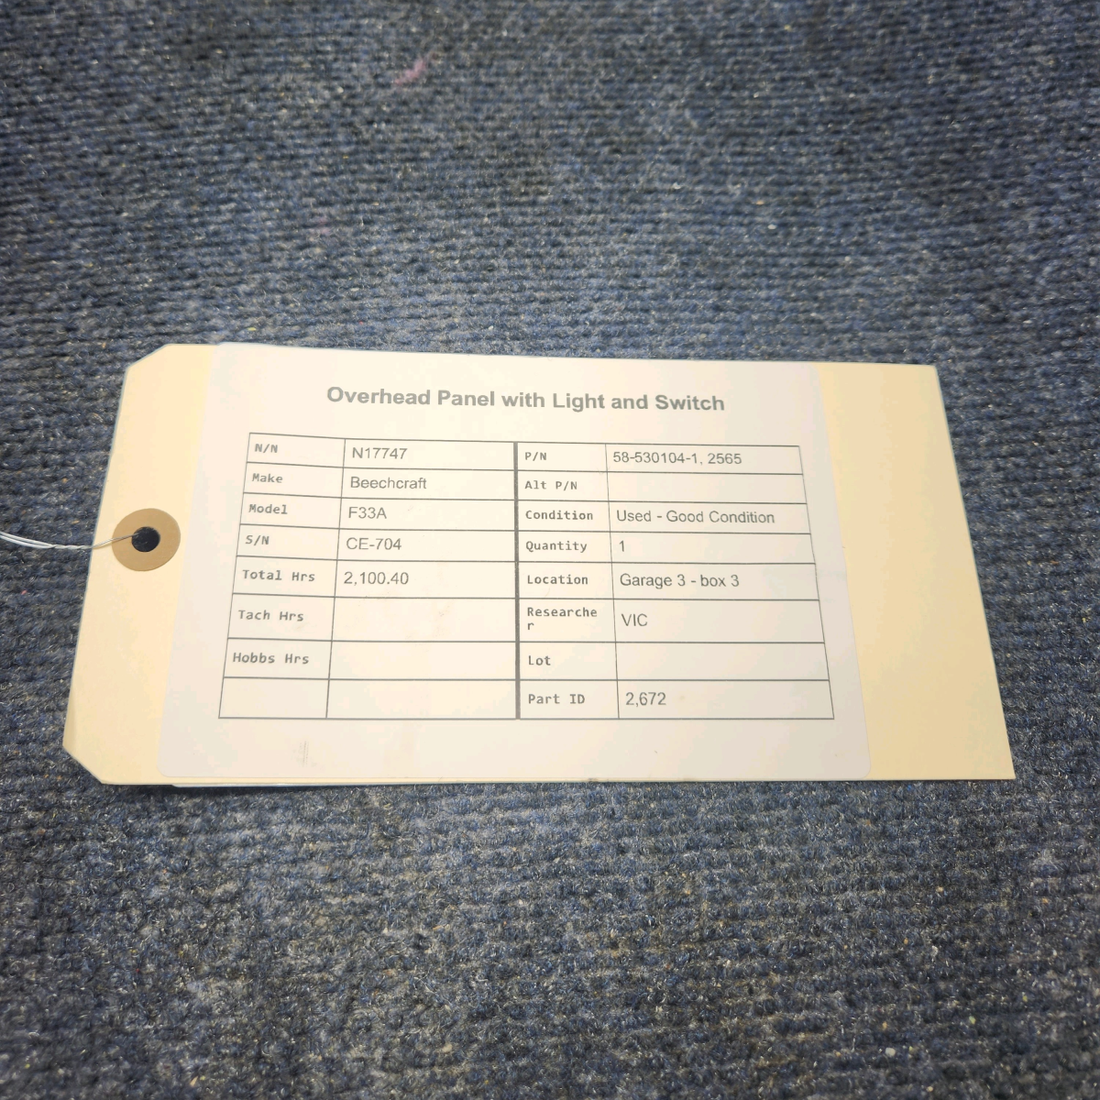 Overhead Panel with Light and Switch
N/N N17747 P/N 58-530104-1, 2565
Make Beechcraft Alt P/N
Model F33A Condition Used - Good Condition
S/N CE-704 Quantity 1
Total Hrs 2,100.40 Location Garage 3 - box 3
Tach Hrs Researche
r VIC
Hobbs Hrs Lot
Part ID 2,672